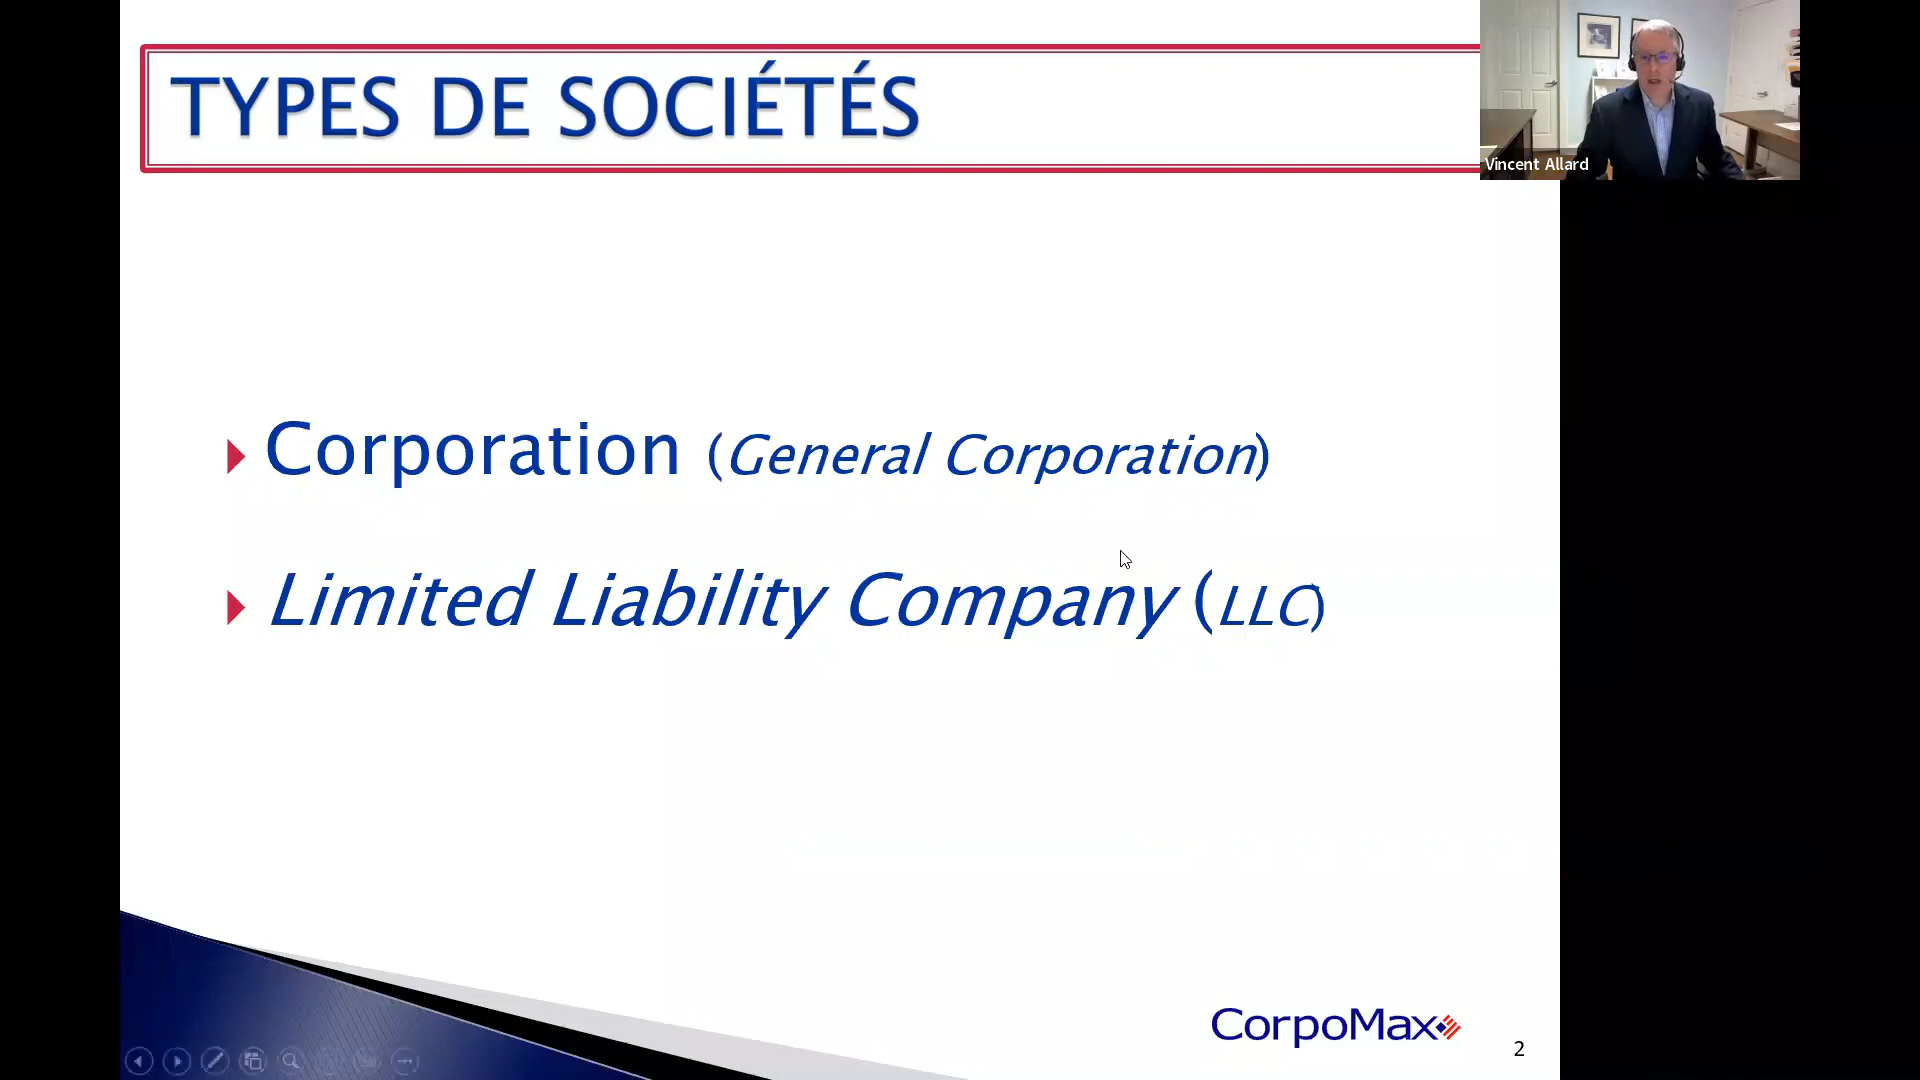 TYPES DE SOCIÉTÉS
Vincent Allard
Corporation (General Corporation)
Limited Liability Company (LLC)
CorpoMax
2